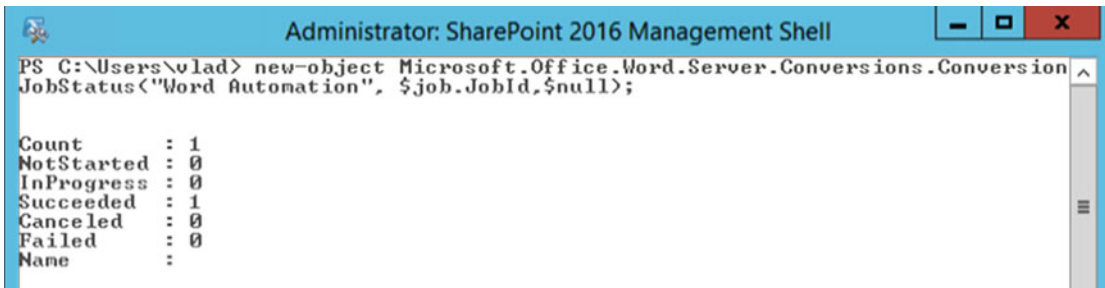 Administrator: SharePoint 2016 Management Shell
PS C:\Users\vlad> new-object Microsoft.Office.Word.Server.Conversions.Conversion
JobStatus("Word Automation", $job.JobId,$null);
Count : 1
NotStarted : 0
InProgress : 0
Succeeded : 1
Canceled : 0
Failed : 0
Name :